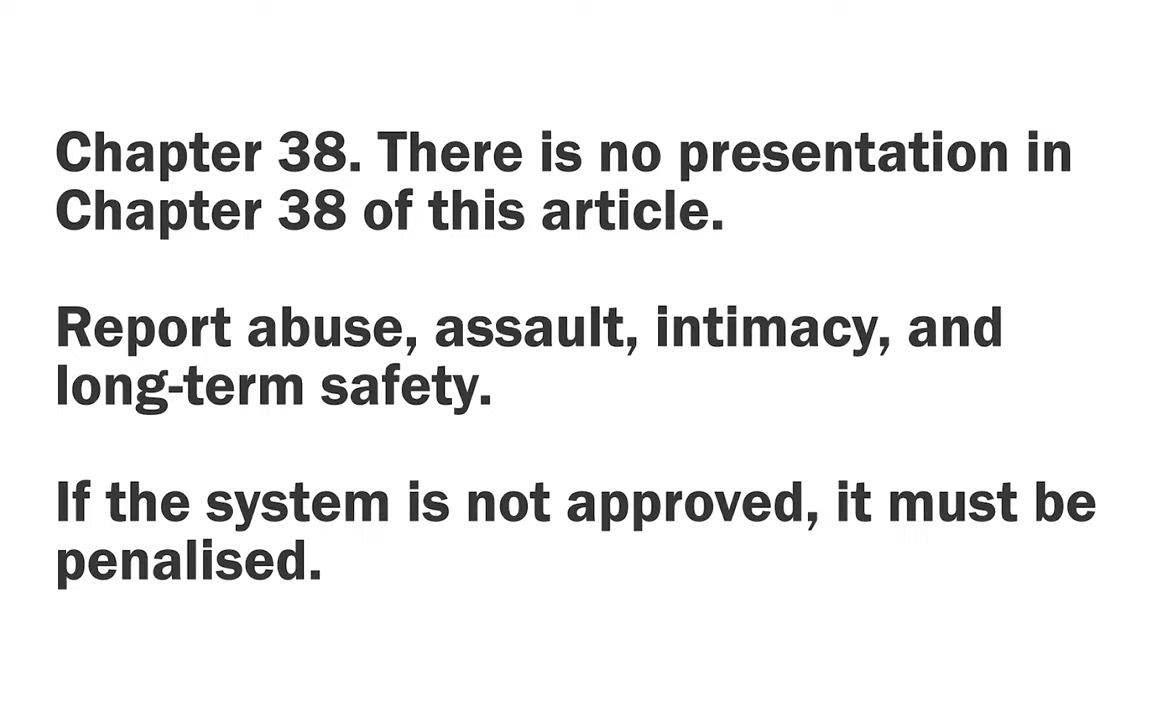 Chapter 38. There is no presentation in
Chapter 38 of this article.
Report abuse, assault, intimacy, and
long-term safety.
If the system is not approved, it must be
penalised.